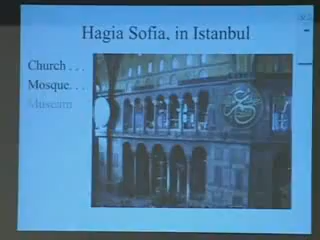 Hagia Sofia, in Istanbul
Church . . .
Mosque. . .
Museum